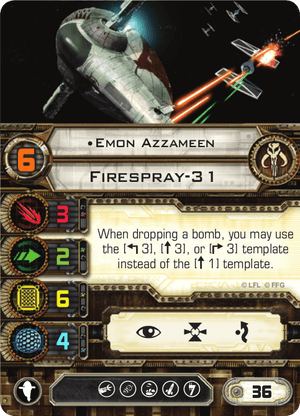 •Emon Azzameen
6
Firespray-31
3
2
6
4
When dropping a bomb, you may use
the [↰ 3], [⬆ 3], or [↱ 3] template
instead of the [⬆ 1] template.
© LFL © FFG
36